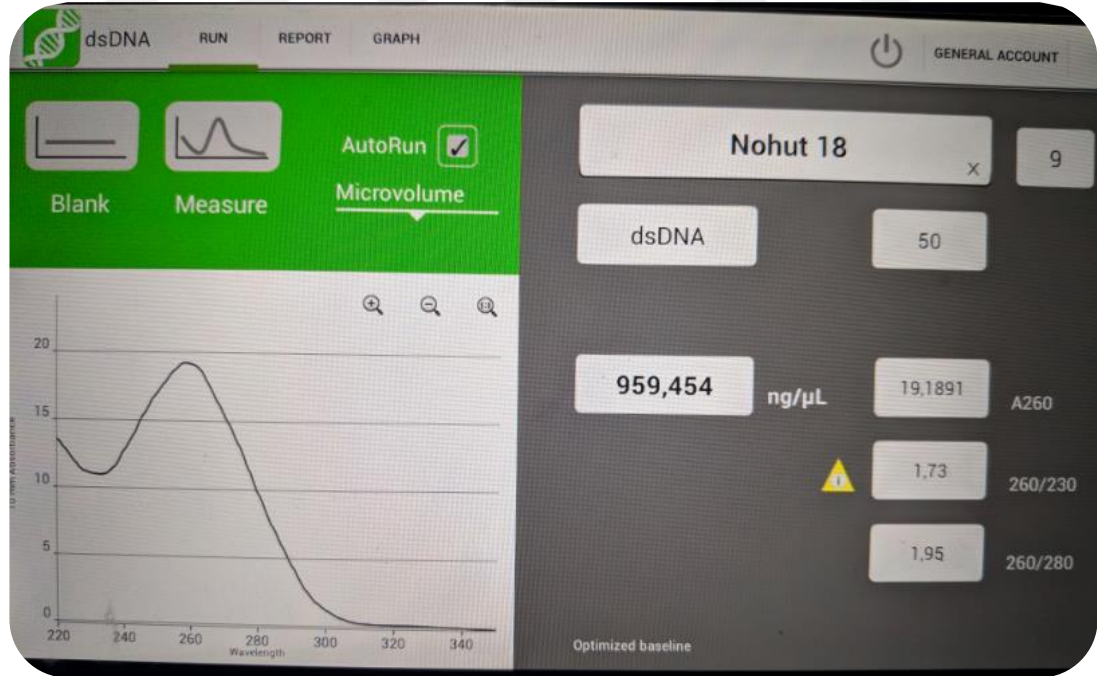 dsDNA RUN REPORT GRAPH GENERAL ACCOUNT
AutoRun
Microvolume
Blank Measure
Nohut 18 x 9
dsDNA 50
959,454 ng/µL 19,1891 A260
1,73 260/230
1,95 260/280
Optimized baseline
20
15
10
5
0
220 240 260 280 300 320 340
Wavelength